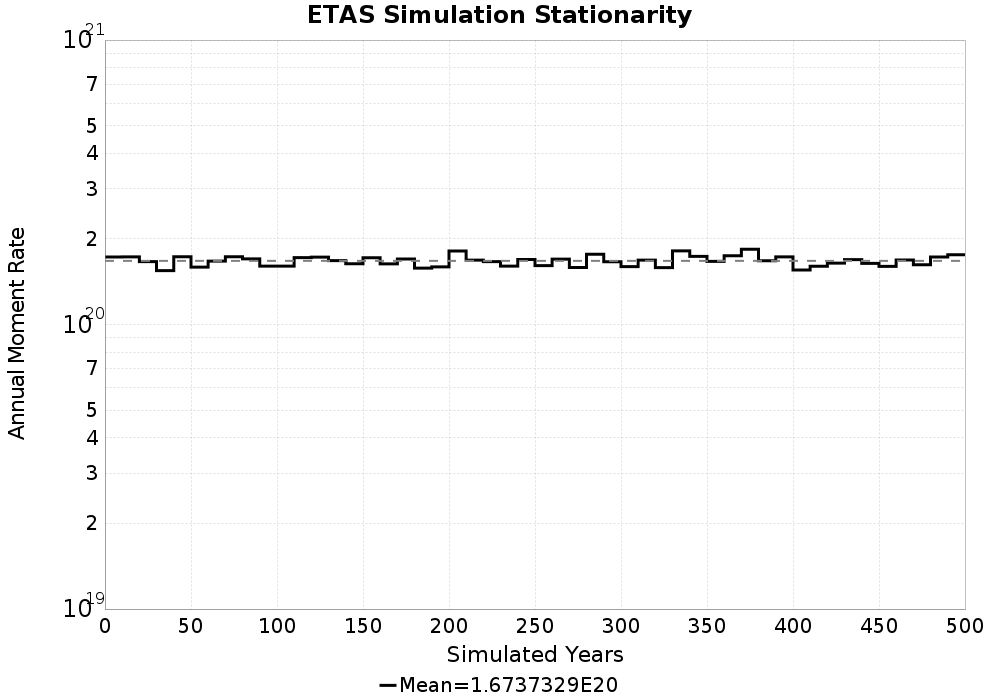 ETAS Simulation Stationarity
10^21
7
5
4
3
2
10^20
7
5
4
3
2
10^19
Annual Moment Rate
0 50 100 150 200 250 300 350 400 450 500
Simulated Years
Mean=1.6737329E20